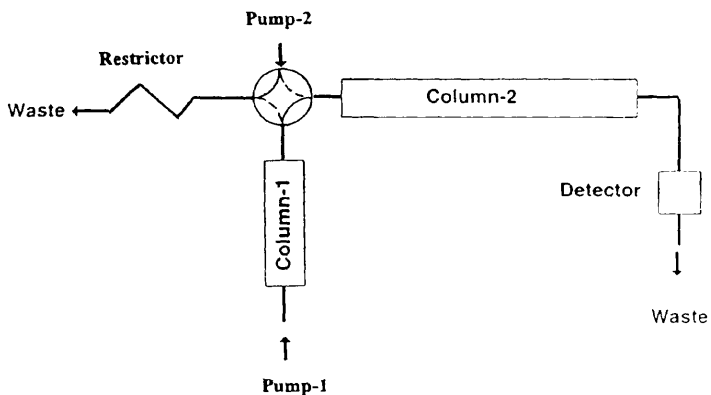 Pump-2
Restrictor
Waste
Column-2
Column-1
Detector
Waste
Pump-1